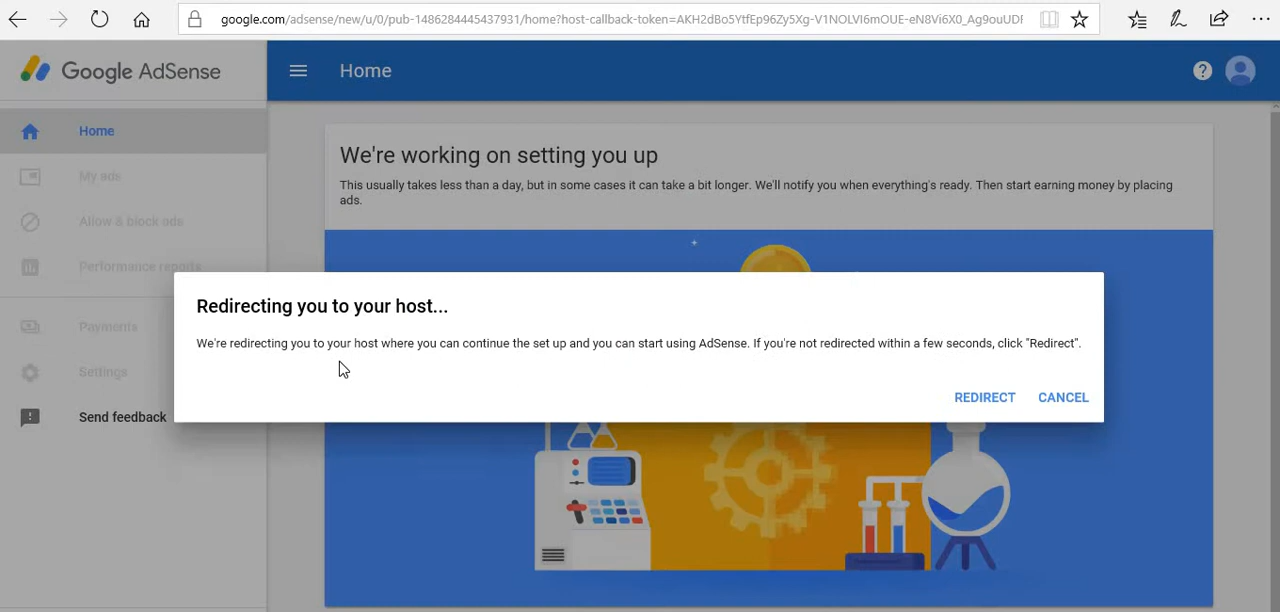 google.com/adsense/new/u/0/pub-1486284445437931/home?host-callback-token=AKH2dBo5YtfEp96Zy5Xg-V1NOLVI6mOUE-eN8Vi6X0_Ag9ouUDF
Google AdSense
Home
Home
My ads
Allow & block ads
Performance reports
Payments
Settings
Send feedback
We're working on setting you up
This usually takes less than a day, but in some cases it can take a bit longer. We'll notify you when everything's ready. Then start earning money by placing
ads.
Redirecting you to your host...
We're redirecting you to your host where you can continue the set up and you can start using AdSense. If you're not redirected within a few seconds, click "Redirect".
REDIRECT CANCEL